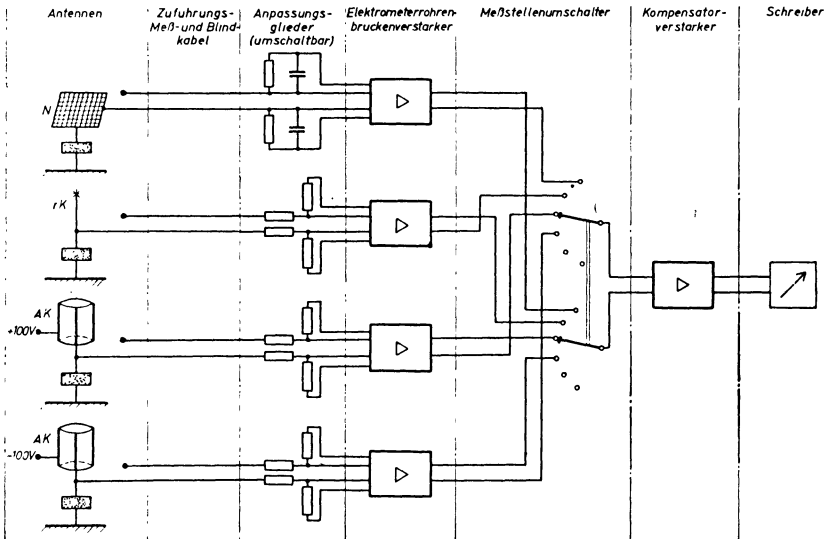 Antennen
Zuführungs-
Meß-und Blind-
kabel
Anpassungs-
glieder
(umschaltbar)
Elektrometerröhren-
brückenverstärker
Meßstellenumschalter
Kompensator-
verstärker
Schreiber
N
rK
AK
+100V
AK
-100V